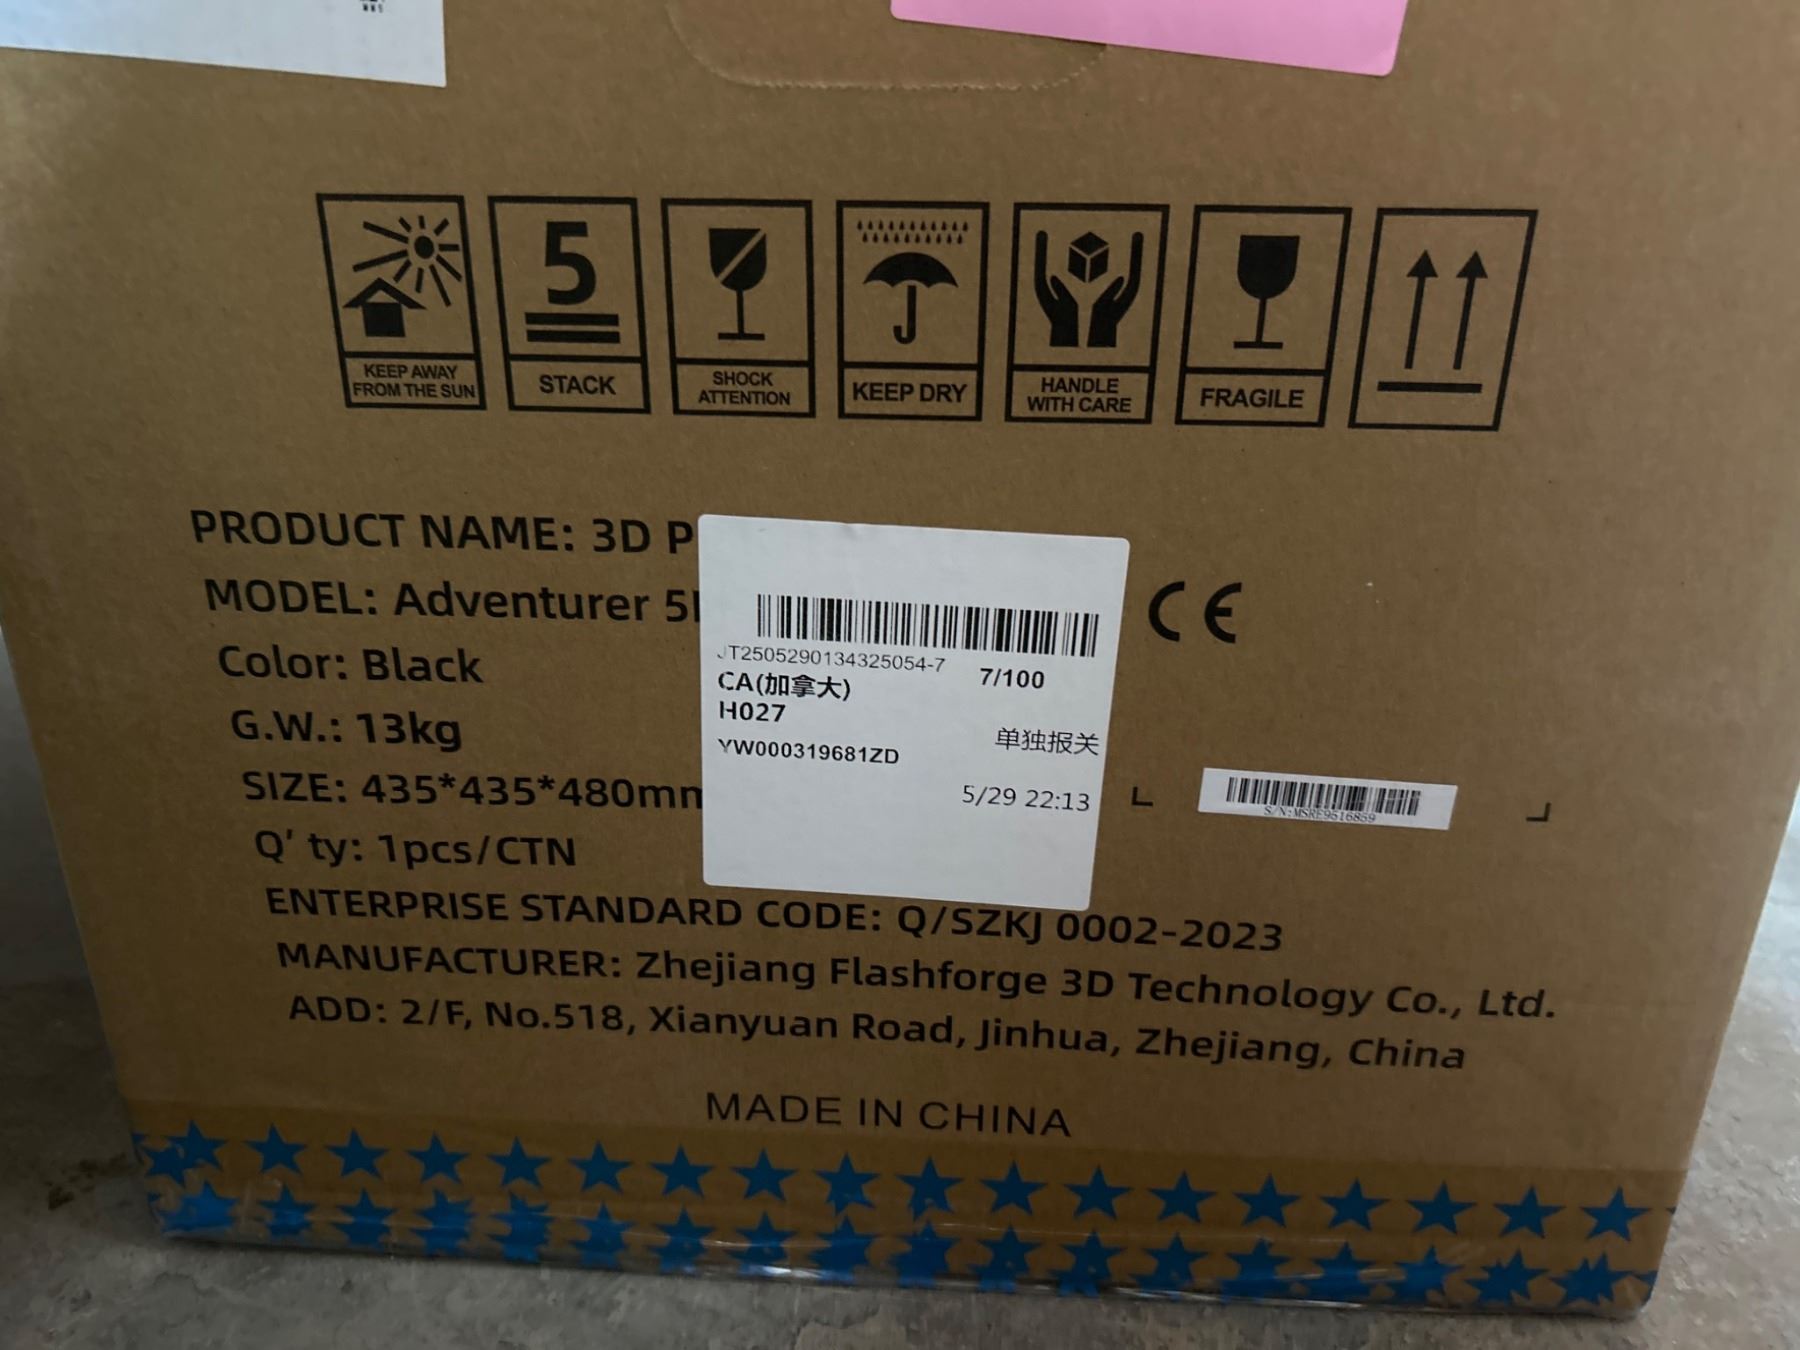 KEEP AWAY
FROM THE SUN
5
STACK
SHOCK
ATTENTION
KEEP DRY
HANDLE
WITH CARE
FRAGILE
PRODUCT NAME: 3D P
MODEL: Adventurer 5
Color: Black
G.W.: 13kg
SIZE: 435*435*480mm
Q' ty: 1pcs/CTN
ENTERPRISE STANDARD CODE: Q/SZKJ 0002-2023
MANUFACTURER: Zhejiang Flashforge 3D Technology Co., Ltd.
ADD: 2/F, No.518, Xianyuan Road, Jinhua, Zhejiang, China
MADE IN CHINA
JT2505290134325054-7 7/100
CA(加拿大)
H027
单独报关
YW000319681ZD
5/29 22:13
CE
S/N:MSRE9516859